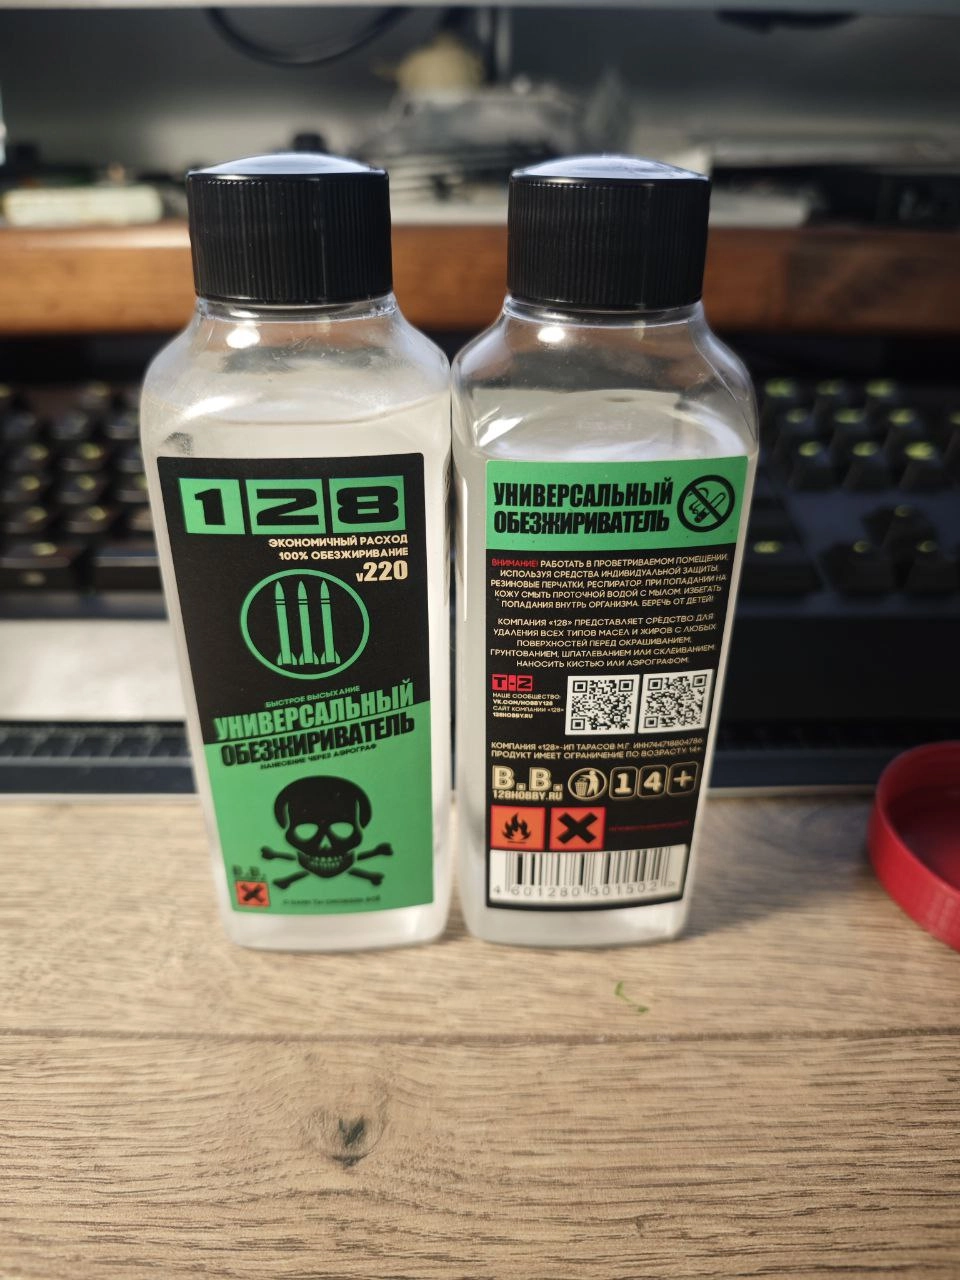 128
ЭКОНОМИЧНЫЙ РАСХОД
100% ОБЕЗЖИРИВАНИЕ
v220
БЫСТРОЕ ВЫСЫХАНИЕ
УНИВЕРСАЛЬНЫЙ
ОБЕЗЖИРИВАТЕЛЬ
НАНЕСЕНИЕ ЧЕРЕЗ АЭРОГРАФ
B.B.
УНИВЕРСАЛЬНЫЙ
ОБЕЗЖИРИВАТЕЛЬ
ВНИМАНИЕ! РАБОТАТЬ В ПРОВЕТРИВАЕМОМ ПОМЕЩЕНИИ,
ИСПОЛЬЗУЯ СРЕДСТВА ИНДИВИДУАЛЬНОЙ ЗАЩИТЫ:
РЕЗИНОВЫЕ ПЕРЧАТКИ, РЕСПИРАТОР. ПРИ ПОПАДАНИИ НА
КОЖУ СМЫТЬ ПРОТОЧНОЙ ВОДОЙ С МЫЛОМ. ИЗБЕГАТЬ
ПОПАДАНИЯ ВНУТРЬ ОРГАНИЗМА. БЕРЕЧЬ ОТ ДЕТЕЙ!
КОМПАНИЯ «128» ПРЕДСТАВЛЯЕТ СРЕДСТВО ДЛЯ
УДАЛЕНИЯ ВСЕХ ТИПОВ МАСЕЛ И ЖИРОВ С ЛЮБЫХ
ПОВЕРХНОСТЕЙ ПЕРЕД ОКРАШИВАНИЕМ,
ГРУНТОВАНИЕМ, ШПАТЛЕВАНИЕМ ИЛИ СКЛЕИВАНИЕМ.
НАНОСИТЬ КИСТЬЮ ИЛИ АЭРОГРАФОМ.
T-2
НАШЕ СООБЩЕСТВО:
VK.COM/HOBBY128
САЙТ КОМПАНИИ «128»
128HOBBY.RU
КОМПАНИЯ «128»-ИП ТАРАСОВ М.Г. ИНН744718804786
ПРОДУКТ ИМЕЕТ ОГРАНИЧЕНИЕ ПО ВОЗРАСТУ: 14+
B.B.
128HOBBY.RU
14+
4 601280 301502